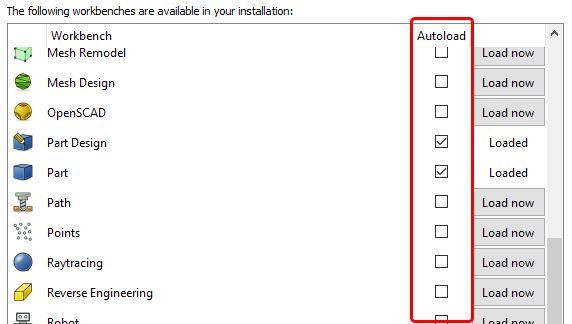 The following workbenches are available in your installation:
Workbench Autoload
Mesh Remodel Load now
Mesh Design Load now
OpenSCAD Load now
Part Design Loaded
Part Loaded
Path Load now
Points Load now
Raytracing Load now
Reverse Engineering Load now
Robot Load now